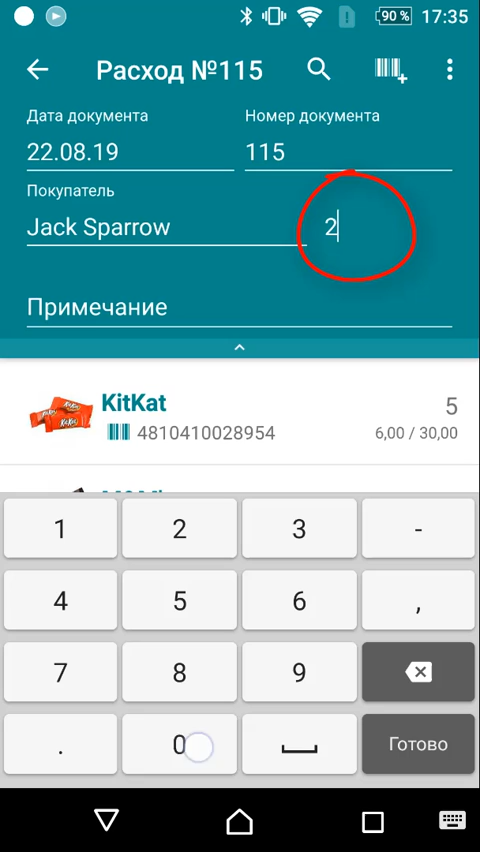 90 % 17:35
Расход №115
Дата документа Номер документа
22.08.19 115
Покупатель
Jack Sparrow 2
Примечание
KitKat 5
4810410028954 6,00 / 30,00
1 2 3 -
4 5 6 ,
7 8 9
. 0 Готово